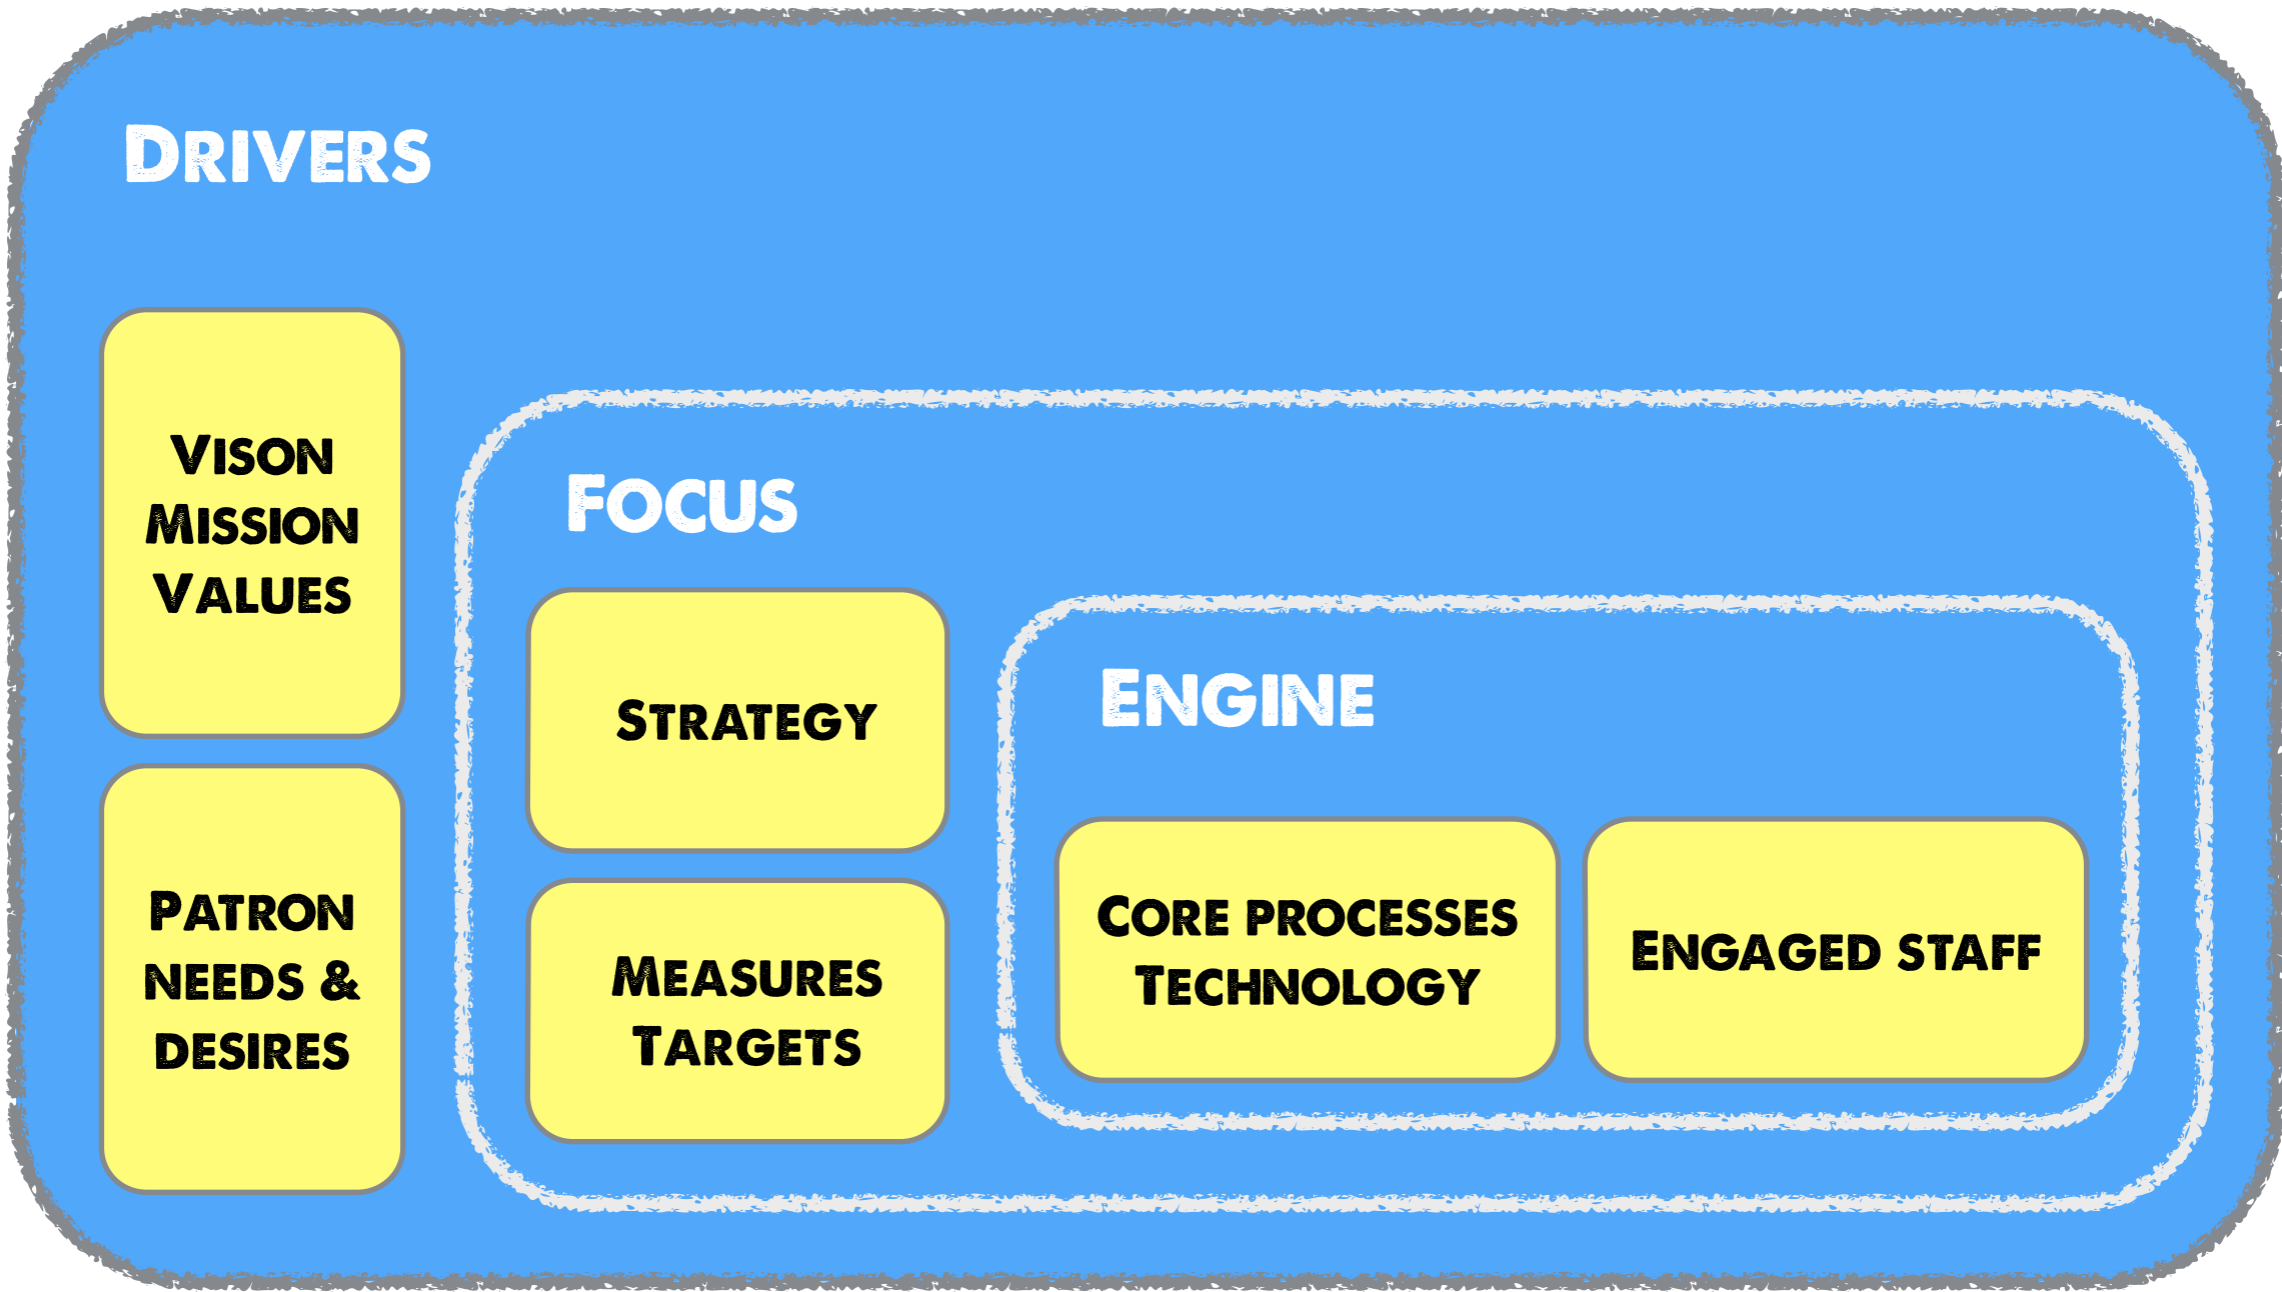 Drivers
Vison
Mission
Values
Patron
needs &
desires
Focus
Strategy
Measures
Targets
Engine
Core processes
Technology
Engaged staff